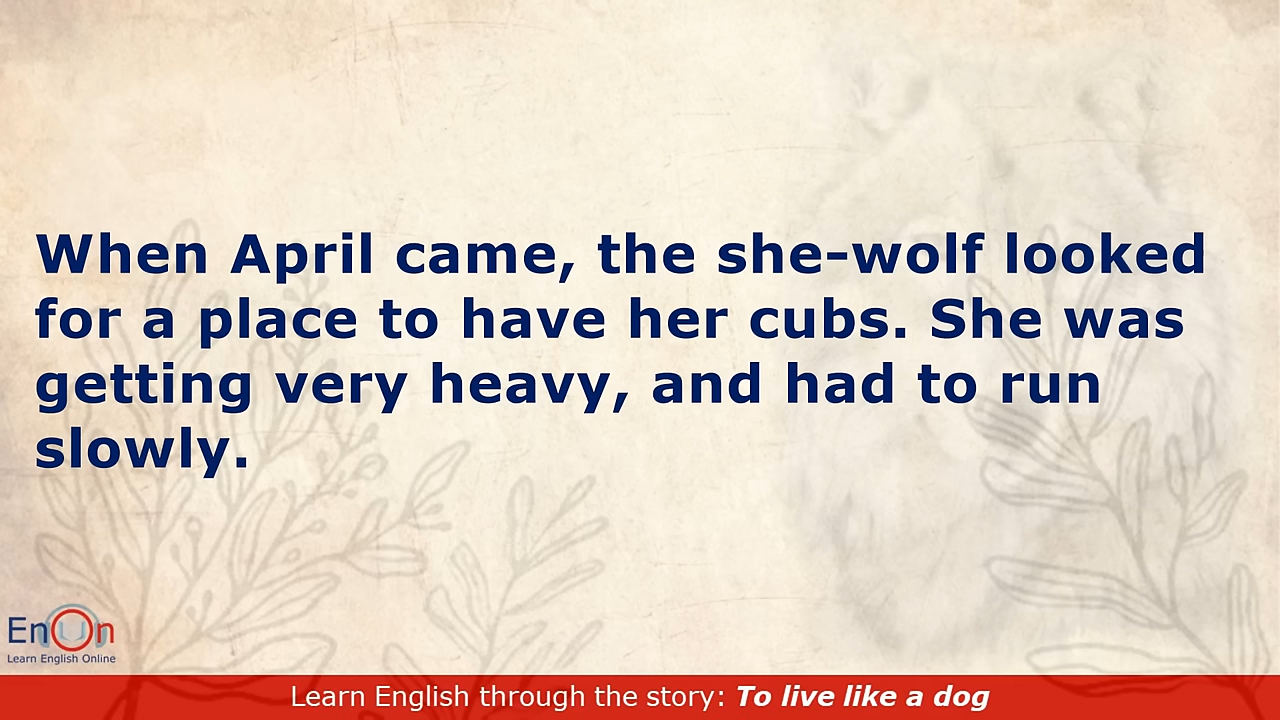 When April came, the she-wolf looked
for a place to have her cubs. She was
getting very heavy, and had to run
slowly.
EnOn
Learn English Online
Learn English through the story: To live like a dog